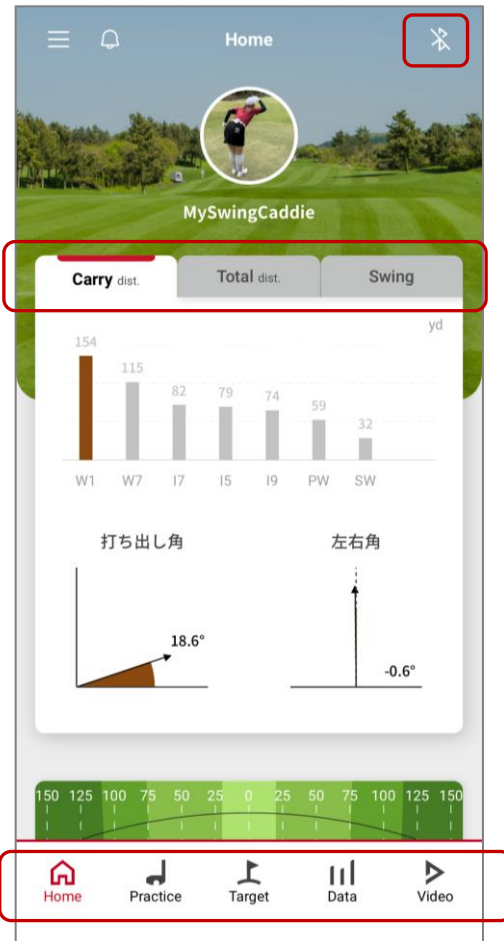 Home
MySwingCaddie
Carry dist. Total dist. Swing
yd
154 115 82 79 74 59 32
W1 W7 I7 I5 I9 PW SW
打ち出し角 左右角
18.6° -0.6°
150 125 100 75 50 25 0 25 50 75 100 125 150
Home Practice Target Data Video